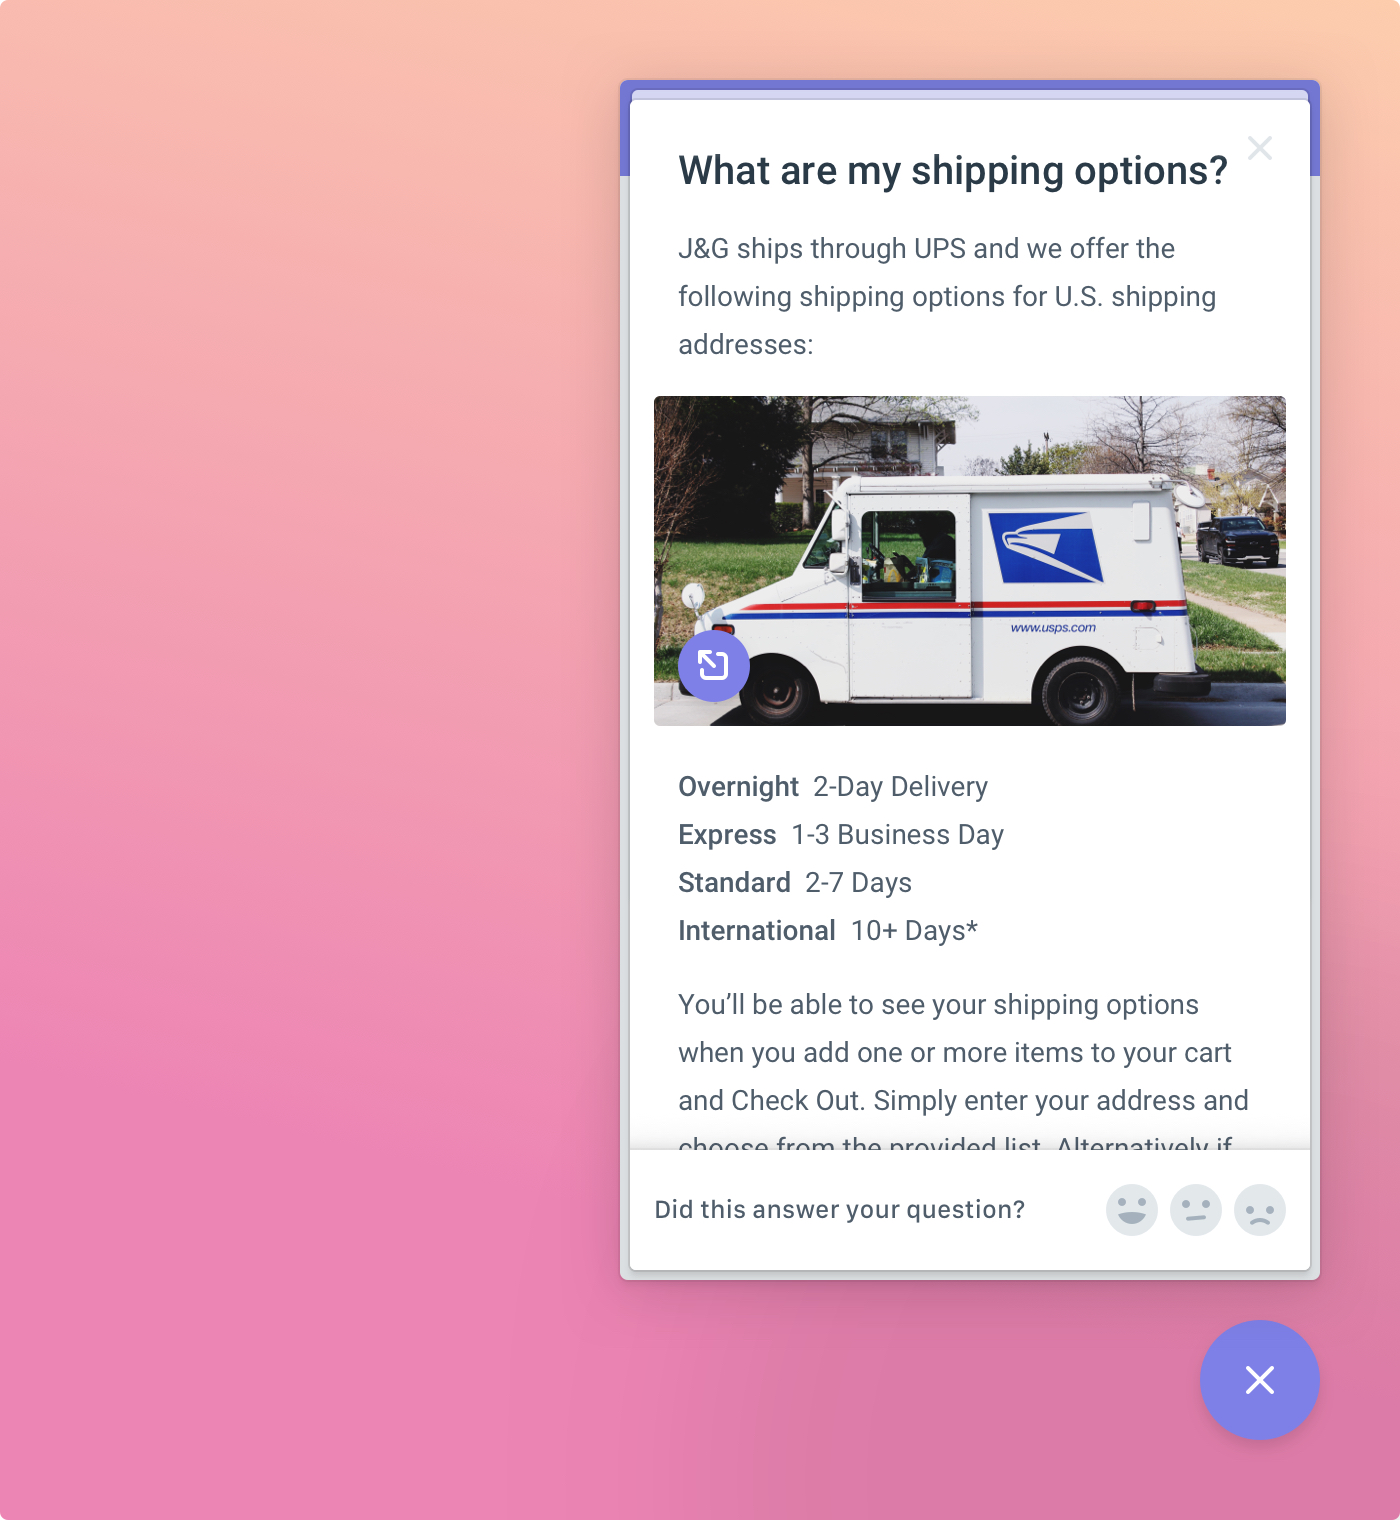 What are my shipping options?
J&G ships through UPS and we offer the
following shipping options for U.S. shipping
addresses:
www.usps.com
Overnight 2-Day Delivery
Express 1-3 Business Day
Standard 2-7 Days
International 10+ Days*
You’ll be able to see your shipping options
when you add one or more items to your cart
and Check Out. Simply enter your address and
choose from the provided list. Alternatively if
Did this answer your question?